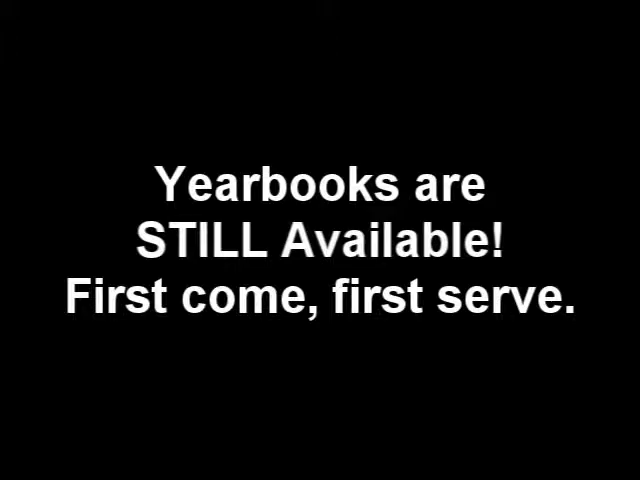 Yearbooks are
STILL Available!
First come, first serve.